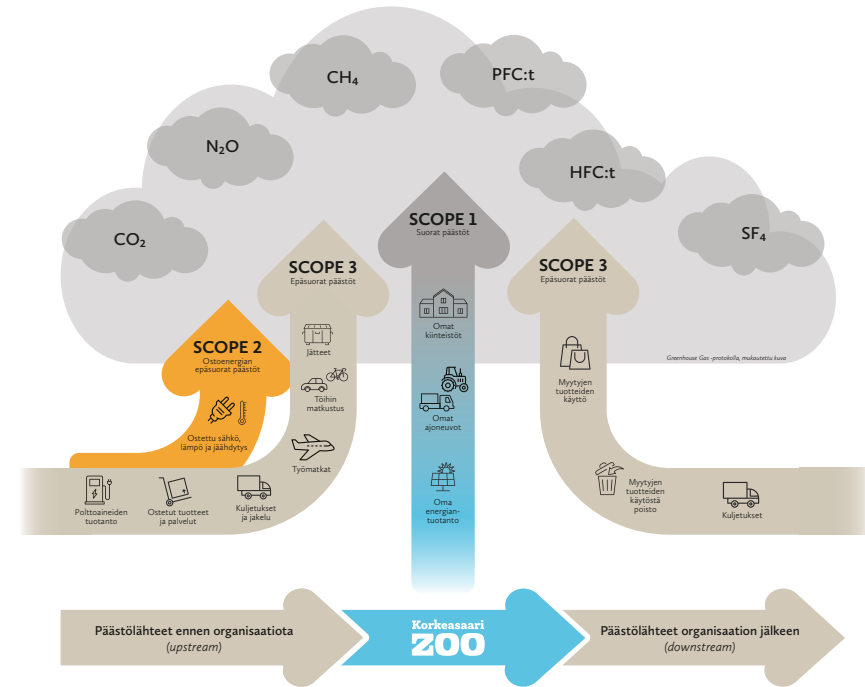 CH₄
PFC:t
N₂O
HFC:t
CO₂
SF₄
SCOPE 1
Suorat päästöt
SCOPE 3
Epäsuorat päästöt
SCOPE 3
Epäsuorat päästöt
SCOPE 2
Ostoenergian
epäsuorat päästöt
Omat
kiinteistöt
Jätteet
Greenhouse Gas -protokolla, mukautettu kuva
Töihin
matkustus
Omat
ajoneuvot
Myytyjen
tuotteiden
käyttö
Ostettu sähkö,
lämpö ja jäähdytys
Työmatkat
Polttoaineiden
tuotanto
Ostetut tuotteet
ja palvelut
Kuljetukset
ja jakelu
Oma
energian-
tuotanto
Myytyjen
tuotteiden
käytöstä
poisto
Kuljetukset
Päästölähteet ennen organisaatiota
(upstream)
Korkeasaari
ZOO
Päästölähteet organisaation jälkeen
(downstream)